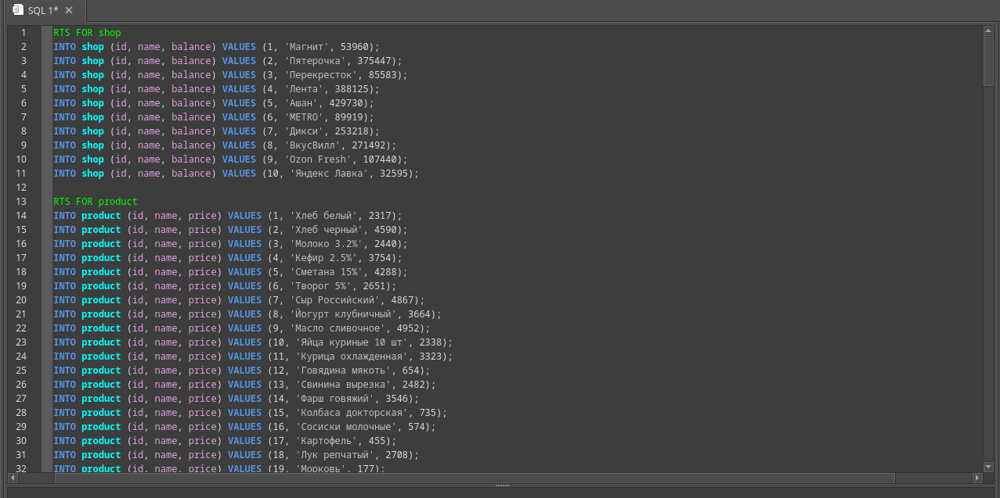 SQL 1*
1 RTS FOR shop
2 INTO shop (id, name, balance) VALUES (1, 'Магнит', 53960);
3 INTO shop (id, name, balance) VALUES (2, 'Пятерочка', 375447);
4 INTO shop (id, name, balance) VALUES (3, 'Перекресток', 85583);
5 INTO shop (id, name, balance) VALUES (4, 'Лента', 388125);
6 INTO shop (id, name, balance) VALUES (5, 'Ашан', 429730);
7 INTO shop (id, name, balance) VALUES (6, 'METRO', 89919);
8 INTO shop (id, name, balance) VALUES (7, 'Дикси', 253218);
9 INTO shop (id, name, balance) VALUES (8, 'ВкусВилл', 271492);
10 INTO shop (id, name, balance) VALUES (9, 'Ozon Fresh', 107440);
11 INTO shop (id, name, balance) VALUES (10, 'Яндекс Лавка', 32595);
12
13 RTS FOR product
14 INTO product (id, name, price) VALUES (1, 'Хлеб белый', 2317);
15 INTO product (id, name, price) VALUES (2, 'Хлеб черный', 4590);
16 INTO product (id, name, price) VALUES (3, 'Молоко 3.2%', 2440);
17 INTO product (id, name, price) VALUES (4, 'Кефир 2.5%', 3754);
18 INTO product (id, name, price) VALUES (5, 'Сметана 15%', 4288);
19 INTO product (id, name, price) VALUES (6, 'Творог 5%', 2651);
20 INTO product (id, name, price) VALUES (7, 'Сыр Российский', 4867);
21 INTO product (id, name, price) VALUES (8, 'Йогурт клубничный', 3664);
22 INTO product (id, name, price) VALUES (9, 'Масло сливочное', 4952);
23 INTO product (id, name, price) VALUES (10, 'Яйца куриные 10 шт', 2338);
24 INTO product (id, name, price) VALUES (11, 'Курица охлажденная', 3323);
25 INTO product (id, name, price) VALUES (12, 'Говядина мякоть', 654);
26 INTO product (id, name, price) VALUES (13, 'Свинина вырезка', 2482);
27 INTO product (id, name, price) VALUES (14, 'Фарш говяжий', 3546);
28 INTO product (id, name, price) VALUES (15, 'Колбаса докторская', 735);
29 INTO product (id, name, price) VALUES (16, 'Сосиски молочные', 574);
30 INTO product (id, name, price) VALUES (17, 'Картофель', 455);
31 INTO product (id, name, price) VALUES (18, 'Лук репчатый', 2708);
32 INTO product (id, name, price) VALUES (19, 'Морковь', 177);